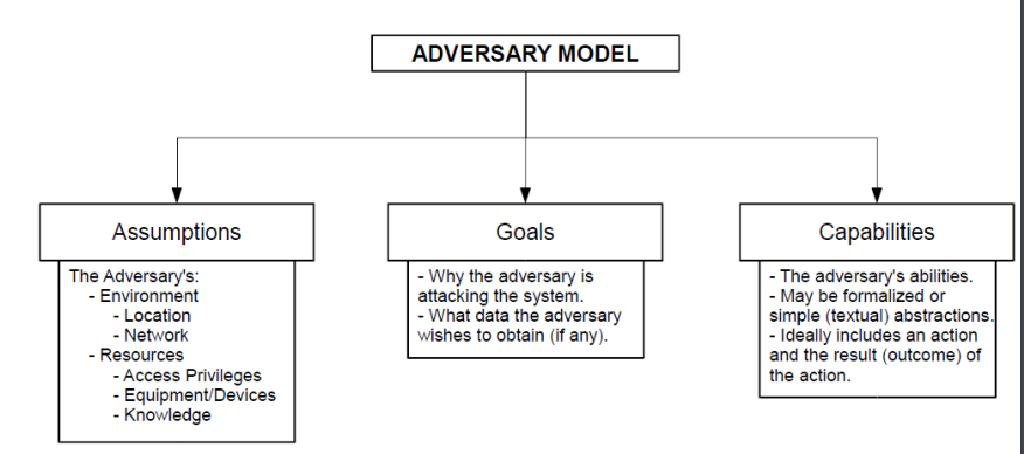 ADVERSARY MODEL
Assumptions
The Adversary's:
- Environment
- Location
- Network
- Resources
- Access Privileges
- Equipment/Devices
- Knowledge
Goals
- Why the adversary is
attacking the system.
- What data the adversary
wishes to obtain (if any).
Capabilities
- The adversary's abilities.
- May be formalized or
simple (textual) abstractions.
- Ideally includes an action
and the result (outcome) of
the action.